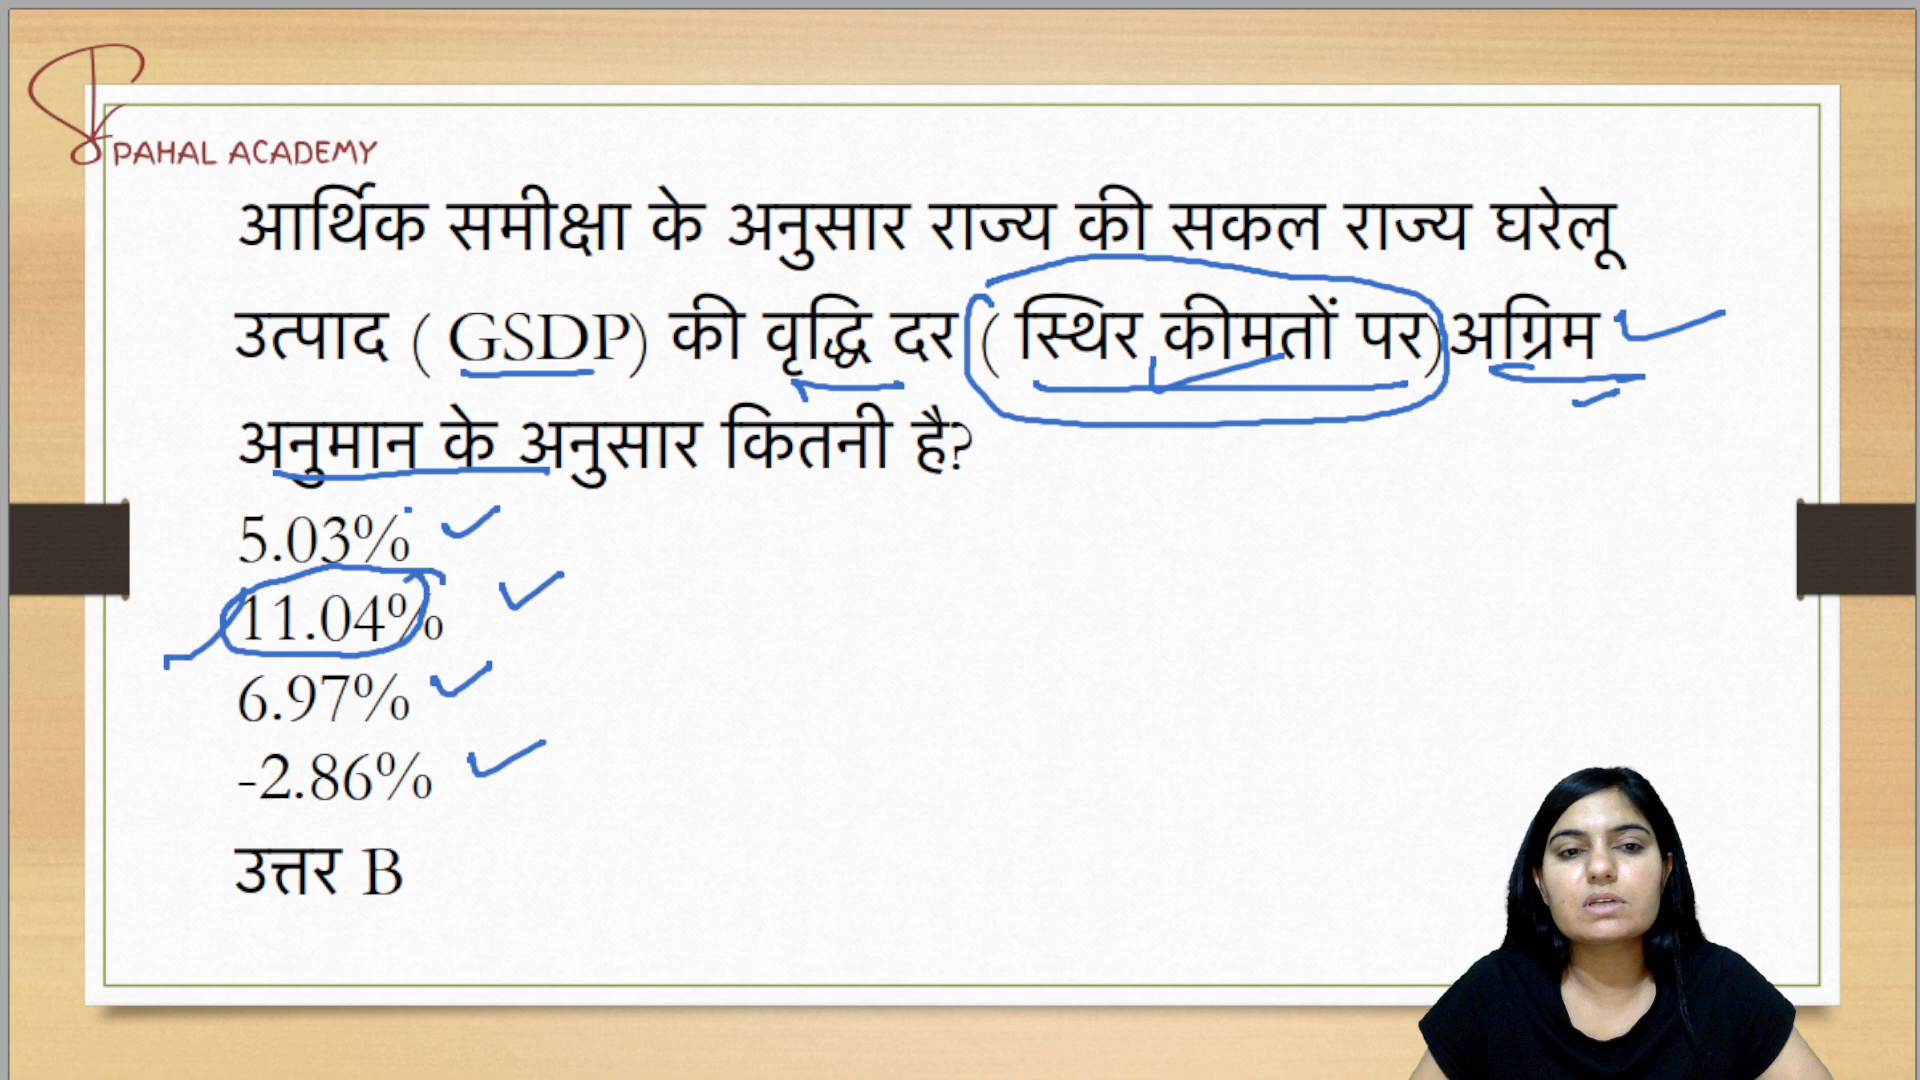 PAHAL ACADEMY
आर्थिक समीक्षा के अनुसार राज्य की सकल राज्य घरेलू
उत्पाद ( GSDP) की वृद्धि दर ( स्थिर कीमतों पर) अग्रिम
अनुमान के अनुसार कितनी है?
5.03%
11.04%
6.97%
-2.86%
उत्तर B